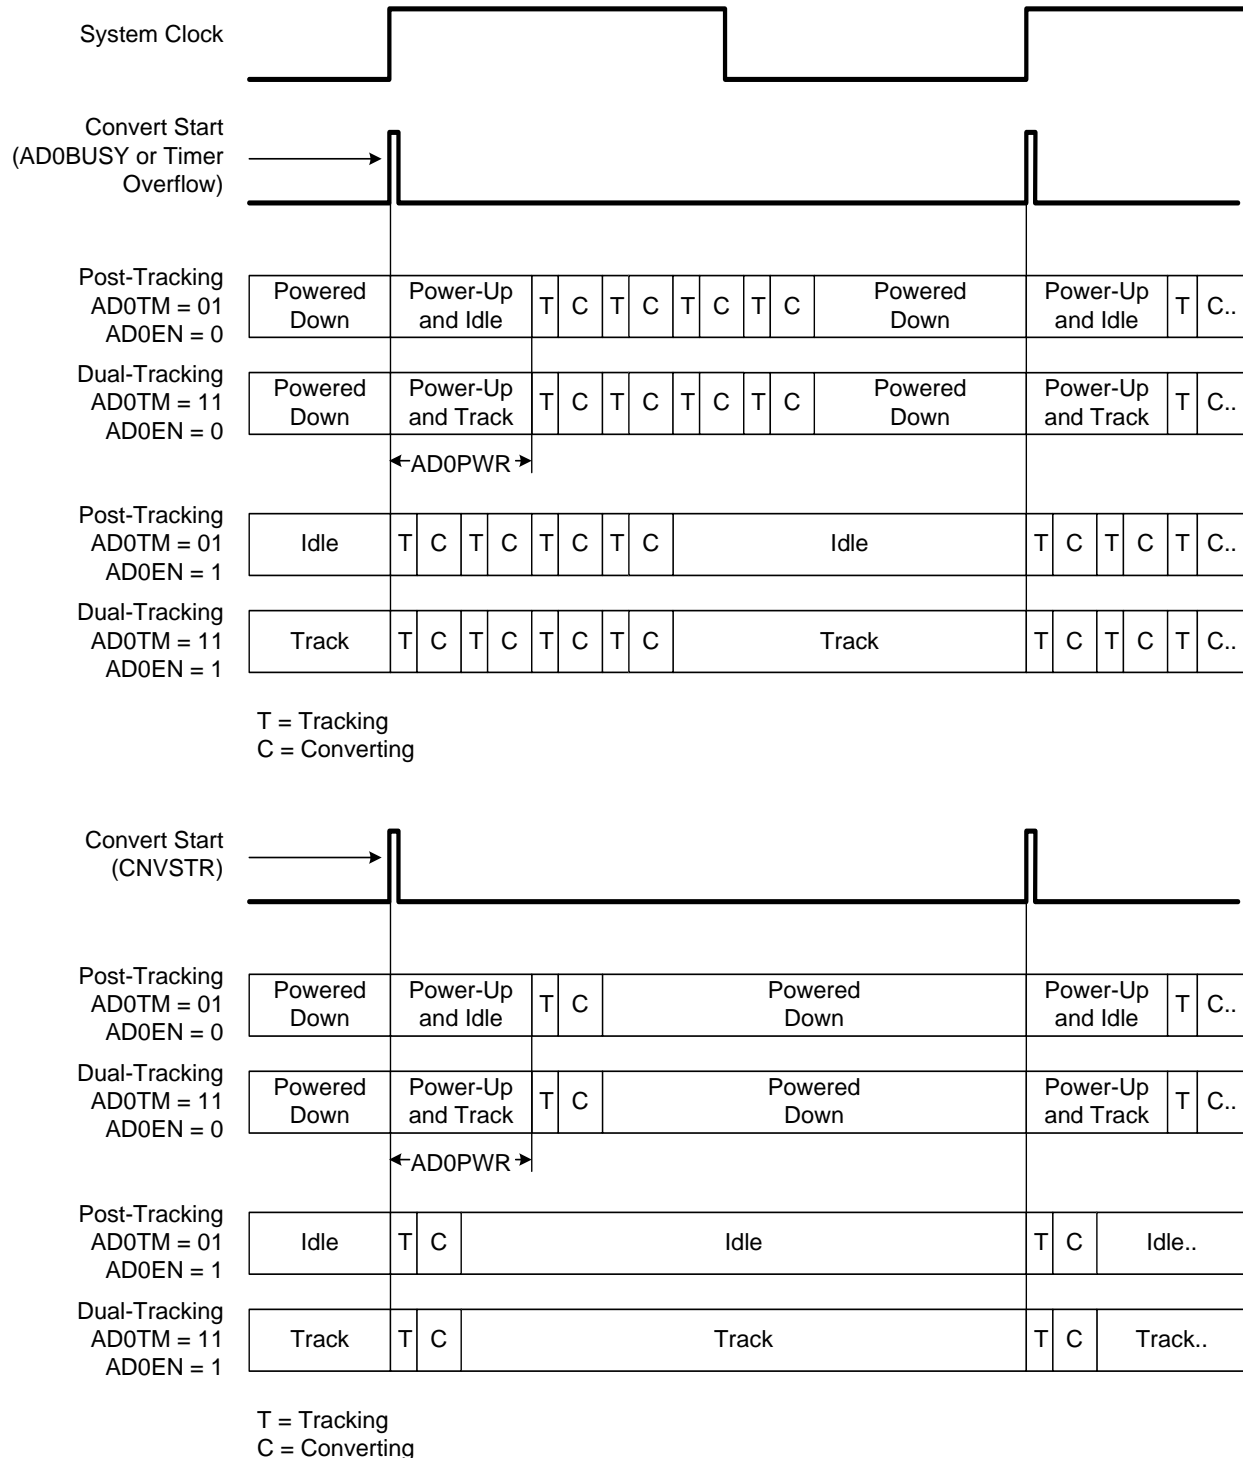 System Clock
Convert Start
(AD0BUSY or Timer
Overflow)
Post-Tracking
AD0TM = 01
AD0EN = 0
Powered
Down
Power-Up
and Idle
T C T C T C T C
Powered
Down
Power-Up
and Idle
T C..
Dual-Tracking
AD0TM = 11
AD0EN = 0
Powered
Down
Power-Up
and Track
T C T C T C T C
Powered
Down
Power-Up
and Track
T C..
AD0PWR
Post-Tracking
AD0TM = 01
AD0EN = 1
Idle T C T C T C T C Idle T C T C T C..
Dual-Tracking
AD0TM = 11
AD0EN = 1
Track T C T C T C T C Track T C T C T C..
T = Tracking
C = Converting
Convert Start
(CNVSTR)
Post-Tracking
AD0TM = 01
AD0EN = 0
Powered
Down
Power-Up
and Idle
T C
Powered
Down
Power-Up
and Idle
T C..
Dual-Tracking
AD0TM = 11
AD0EN = 0
Powered
Down
Power-Up
and Track
T C
Powered
Down
Power-Up
and Track
T C..
AD0PWR
Post-Tracking
AD0TM = 01
AD0EN = 1
Idle T C Idle T C Idle..
Dual-Tracking
AD0TM = 11
AD0EN = 1
Track T C Track T C Track..
T = Tracking
C = Converting